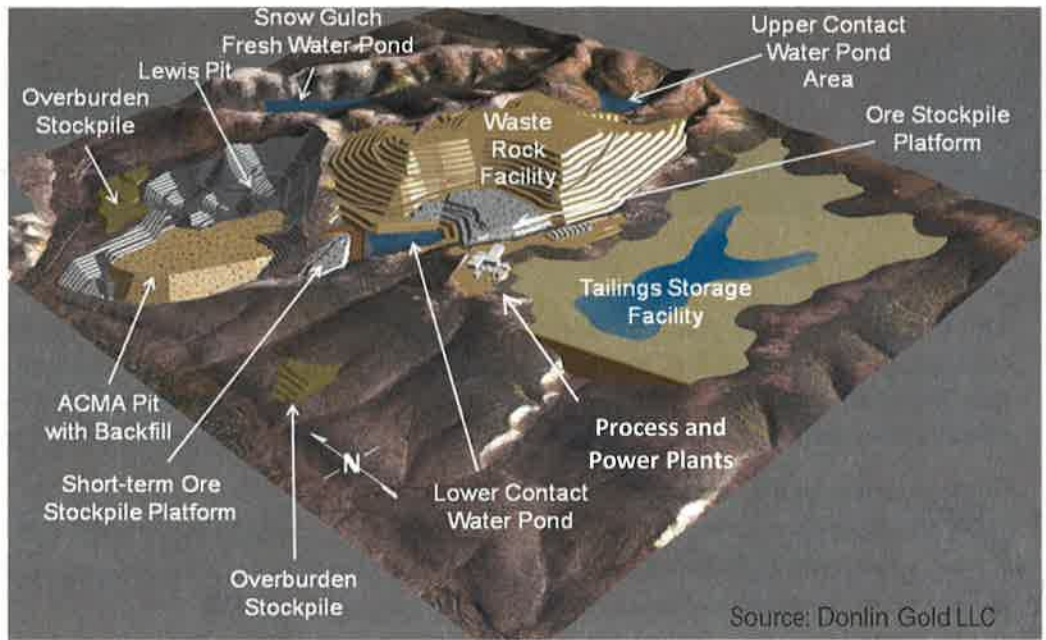 Snow Gulch
Fresh Water Pond
Upper Contact
Water Pond
Area
Lewis Pit
Overburden
Stockpile
Ore Stockpile
Platform
Waste
Rock
Facility
Tailings Storage
Facility
ACMA Pit
with Backfill
Process and
Power Plants
N
Short-term Ore
Stockpile Platform
Lower Contact
Water Pond
Overburden
Stockpile
Source: Donlin Gold LLC